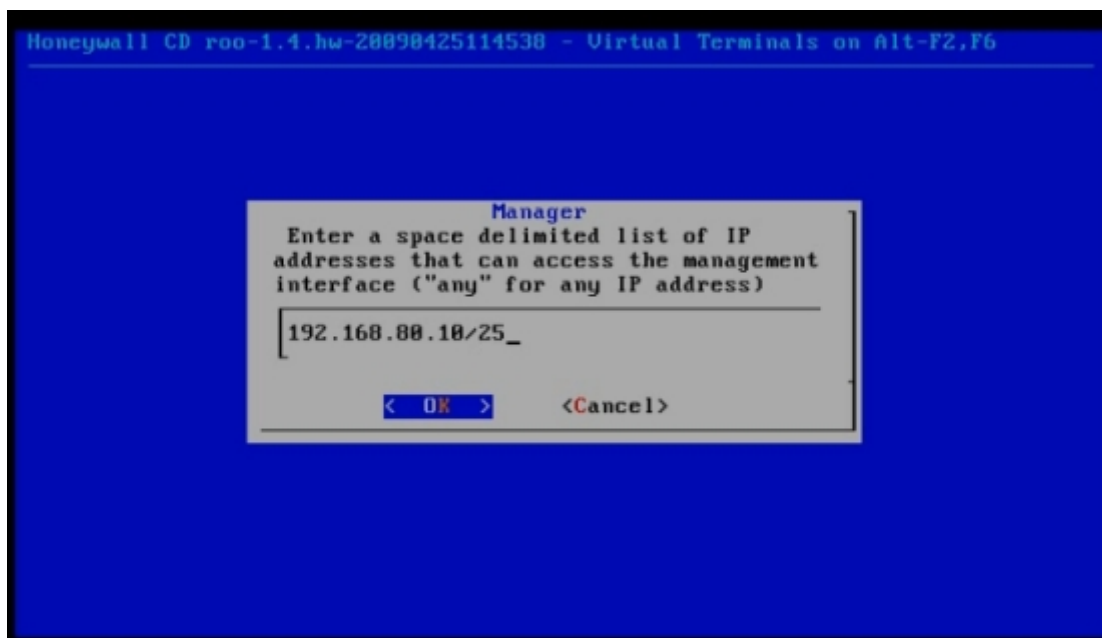 Honeywall CD roo-1.4.hw-20090425114538 - Virtual Terminals on Alt-F2,F6
Manager
Enter a space delimited list of IP
addresses that can access the management
interface ("any" for any IP address)
192.168.80.10/25_
< OK > <Cancel>